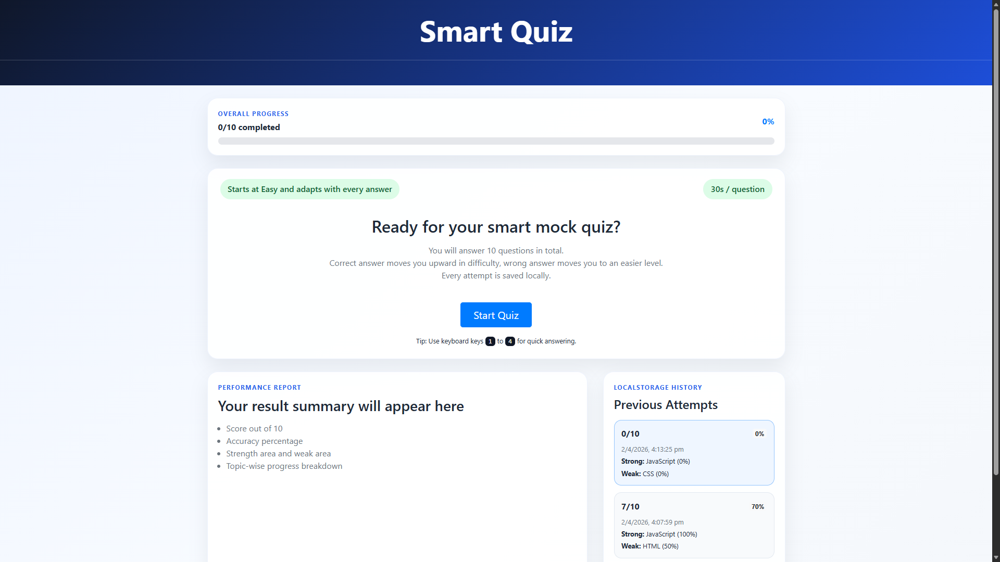 Smart Quiz
OVERALL PROGRESS
0/10 completed
0%
Starts at Easy and adapts with every answer
30s / question
Ready for your smart mock quiz?
You will answer 10 questions in total.
Correct answer moves you upward in difficulty, wrong answer moves you to an easier level.
Every attempt is saved locally.
Start Quiz
Tip: Use keyboard keys 1 to 4 for quick answering.
PERFORMANCE REPORT
Your result summary will appear here
Score out of 10
Accuracy percentage
Strength area and weak area
Topic-wise progress breakdown
LOCALSTORAGE HISTORY
Previous Attempts
0/10
0%
2/4/2026, 4:13:25 pm
Strong: JavaScript (0%)
Weak: CSS (0%)
7/10
70%
2/4/2026, 4:07:59 pm
Strong: JavaScript (100%)
Weak: HTML (50%)